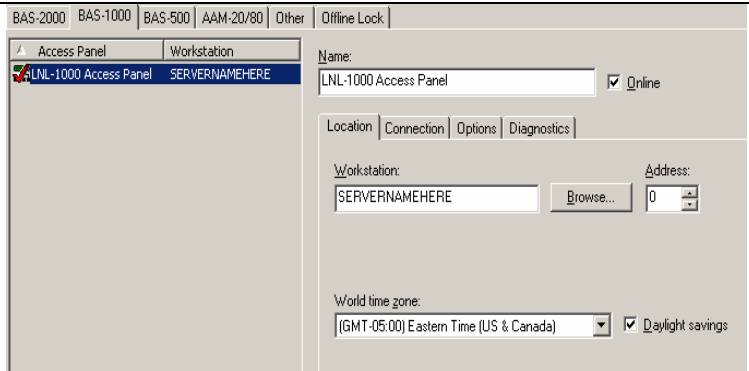 BAS-2000 BAS-1000 BAS-500 AAM-20/80 Other Offline Lock
Access Panel Workstation
LNL-1000 Access Panel SERVERNAMEHERE
Name:
LNL-1000 Access Panel
Online
Location Connection Options Diagnostics
Workstation: Address:
SERVERNAMEHERE Browse... 0
World time zone:
(GMT-05:00) Eastern Time (US & Canada) Daylight savings